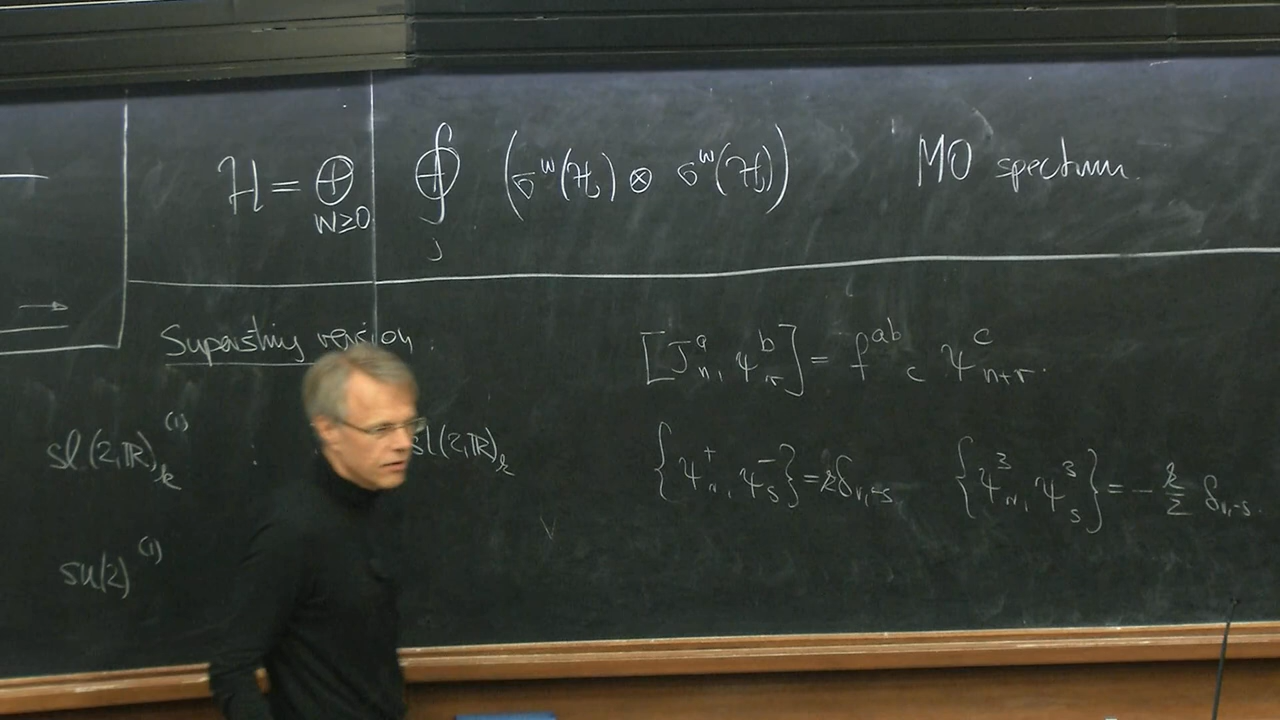 H = ⊕_{w≥0} ∮_j (σ^w(H_j) ⊗ σ^w(H_j)) MO spectrum.
Superstring version.
[J^a_n, ψ^b_r] = f^{ab}_c ψ^c_{n+r}.
sl(2,R)_k^{(1)} : sl(2,R)_k
{ψ^+_r, ψ^-_s} = kδ_{r,-s} {ψ^3_r, ψ^3_s} = -k/2 δ_{r,-s}.
su(2)^{(1)}